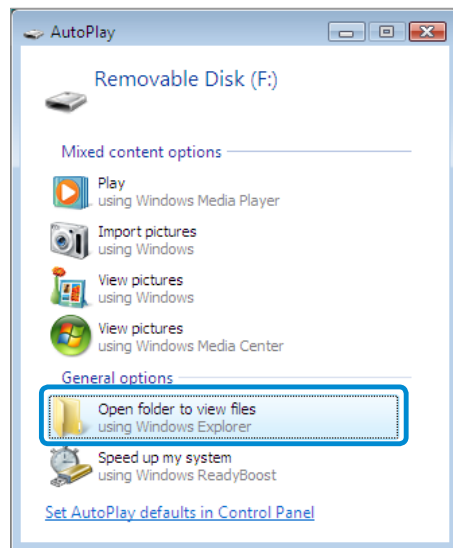 AutoPlay
Removable Disk (F:)
Mixed content options
Play
using Windows Media Player
Import pictures
using Windows
View pictures
using Windows
View pictures
using Windows Media Center
General options
Open folder to view files
using Windows Explorer
Speed up my system
using Windows ReadyBoost
Set AutoPlay defaults in Control Panel